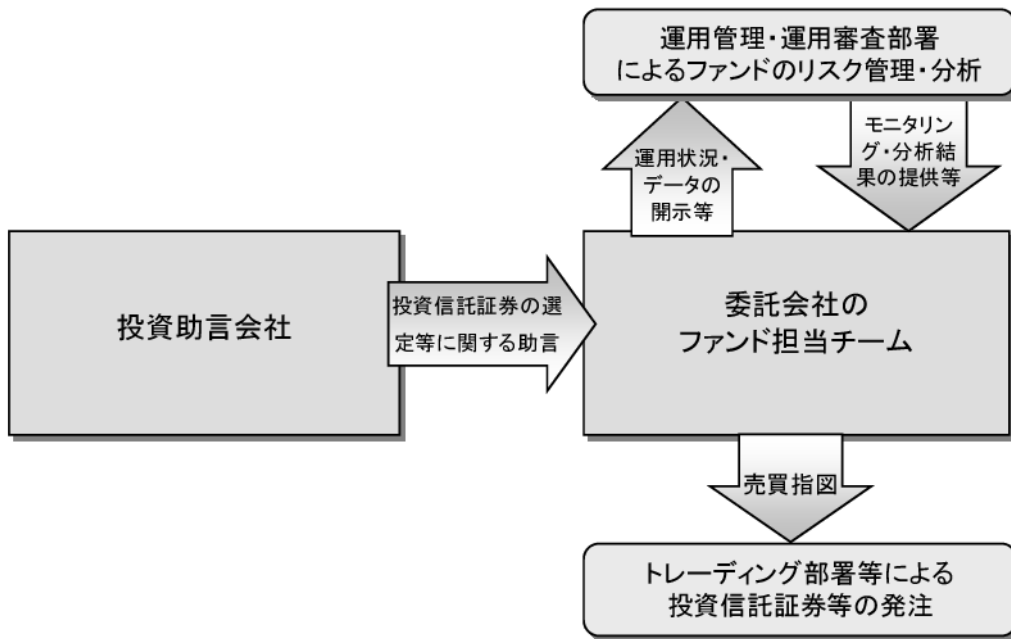 運用管理・運用審査部署
によるファンドのリスク管理・分析
運用状況・
データの
開示等
モニタリン
グ・分析結
果の提供等
投資助言会社
投資信託証券の選
定等に関する助言
委託会社の
ファンド担当チーム
売買指図
トレーディング部署等による
投資信託証券等の発注